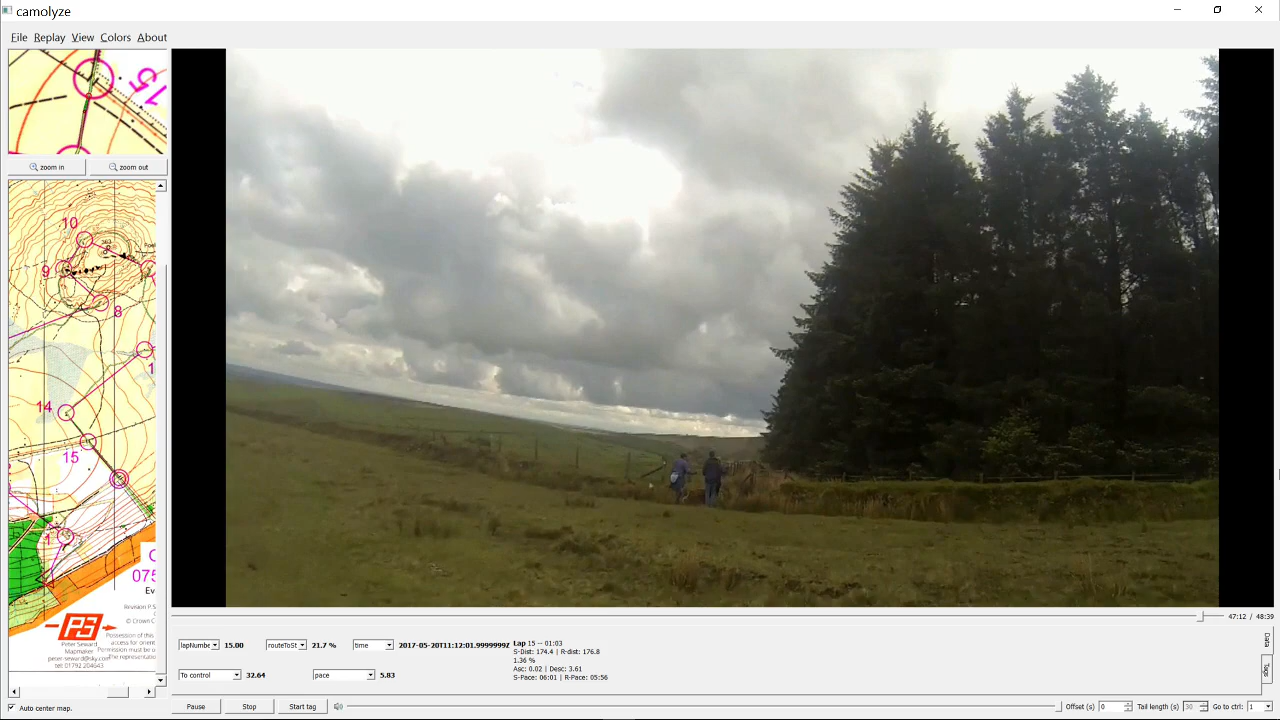 camolyze
File Replay View Colors About
zoom in zoom out
10
9
8
14
15
1
075
Ev
Revision P.S
© Crown C
Possession of this
access for orient
Permission must be o
The representatio
P3
Peter Seward
Mapmaker
peter-seward@sky.com
tel: 01792 204643
Auto center map.
47:12 / 48:39
lapNumbe 15.00 routeToSt 21.7 % time 2017-05-20T11:12:01.9999999z
S-Dist: 174.4 | R-dist: 176.8
1.36 %
Asc: 0.02 | Desc: 3.61
S-Pace: 06:01 | R-Pace: 05:56
To control 32.64 pace 5.83
Data
Tags
Pause Stop Start tag Offset (s) 0 Tail length (s) 30 Go to ctrl: 1